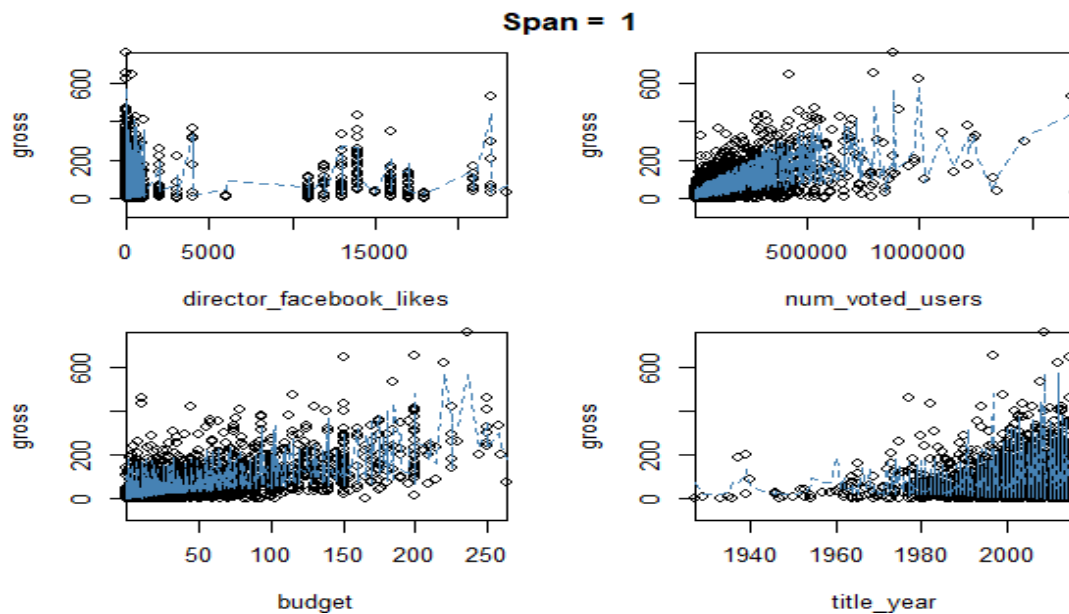 Span = 1
gross
600
200
0
0 5000 15000
director_facebook_likes
gross
600
200
0
500000 1000000
num_voted_users
gross
600
200
0
50 100 150 200 250
budget
gross
600
200
0
1940 1960 1980 2000
title_year